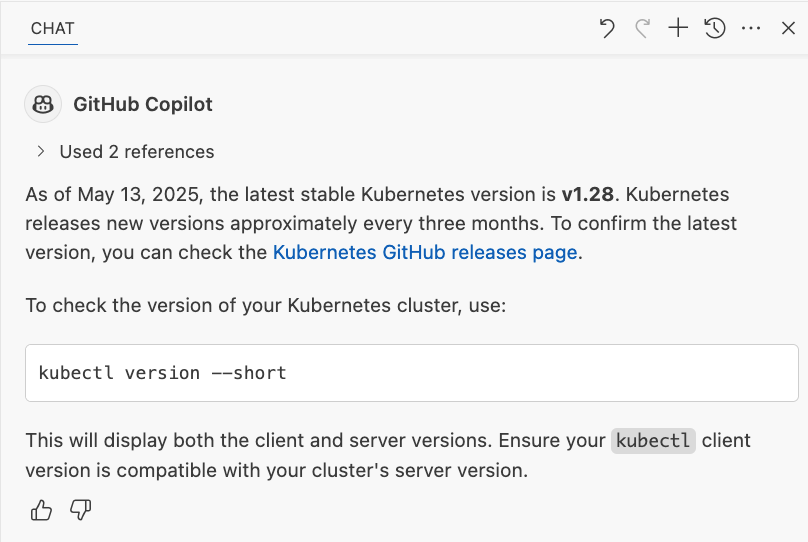 CHAT
GitHub Copilot
Used 2 references
As of May 13, 2025, the latest stable Kubernetes version is v1.28. Kubernetes
releases new versions approximately every three months. To confirm the latest
version, you can check the Kubernetes GitHub releases page.
To check the version of your Kubernetes cluster, use:
kubectl version --short
This will display both the client and server versions. Ensure your kubectl client
version is compatible with your cluster's server version.